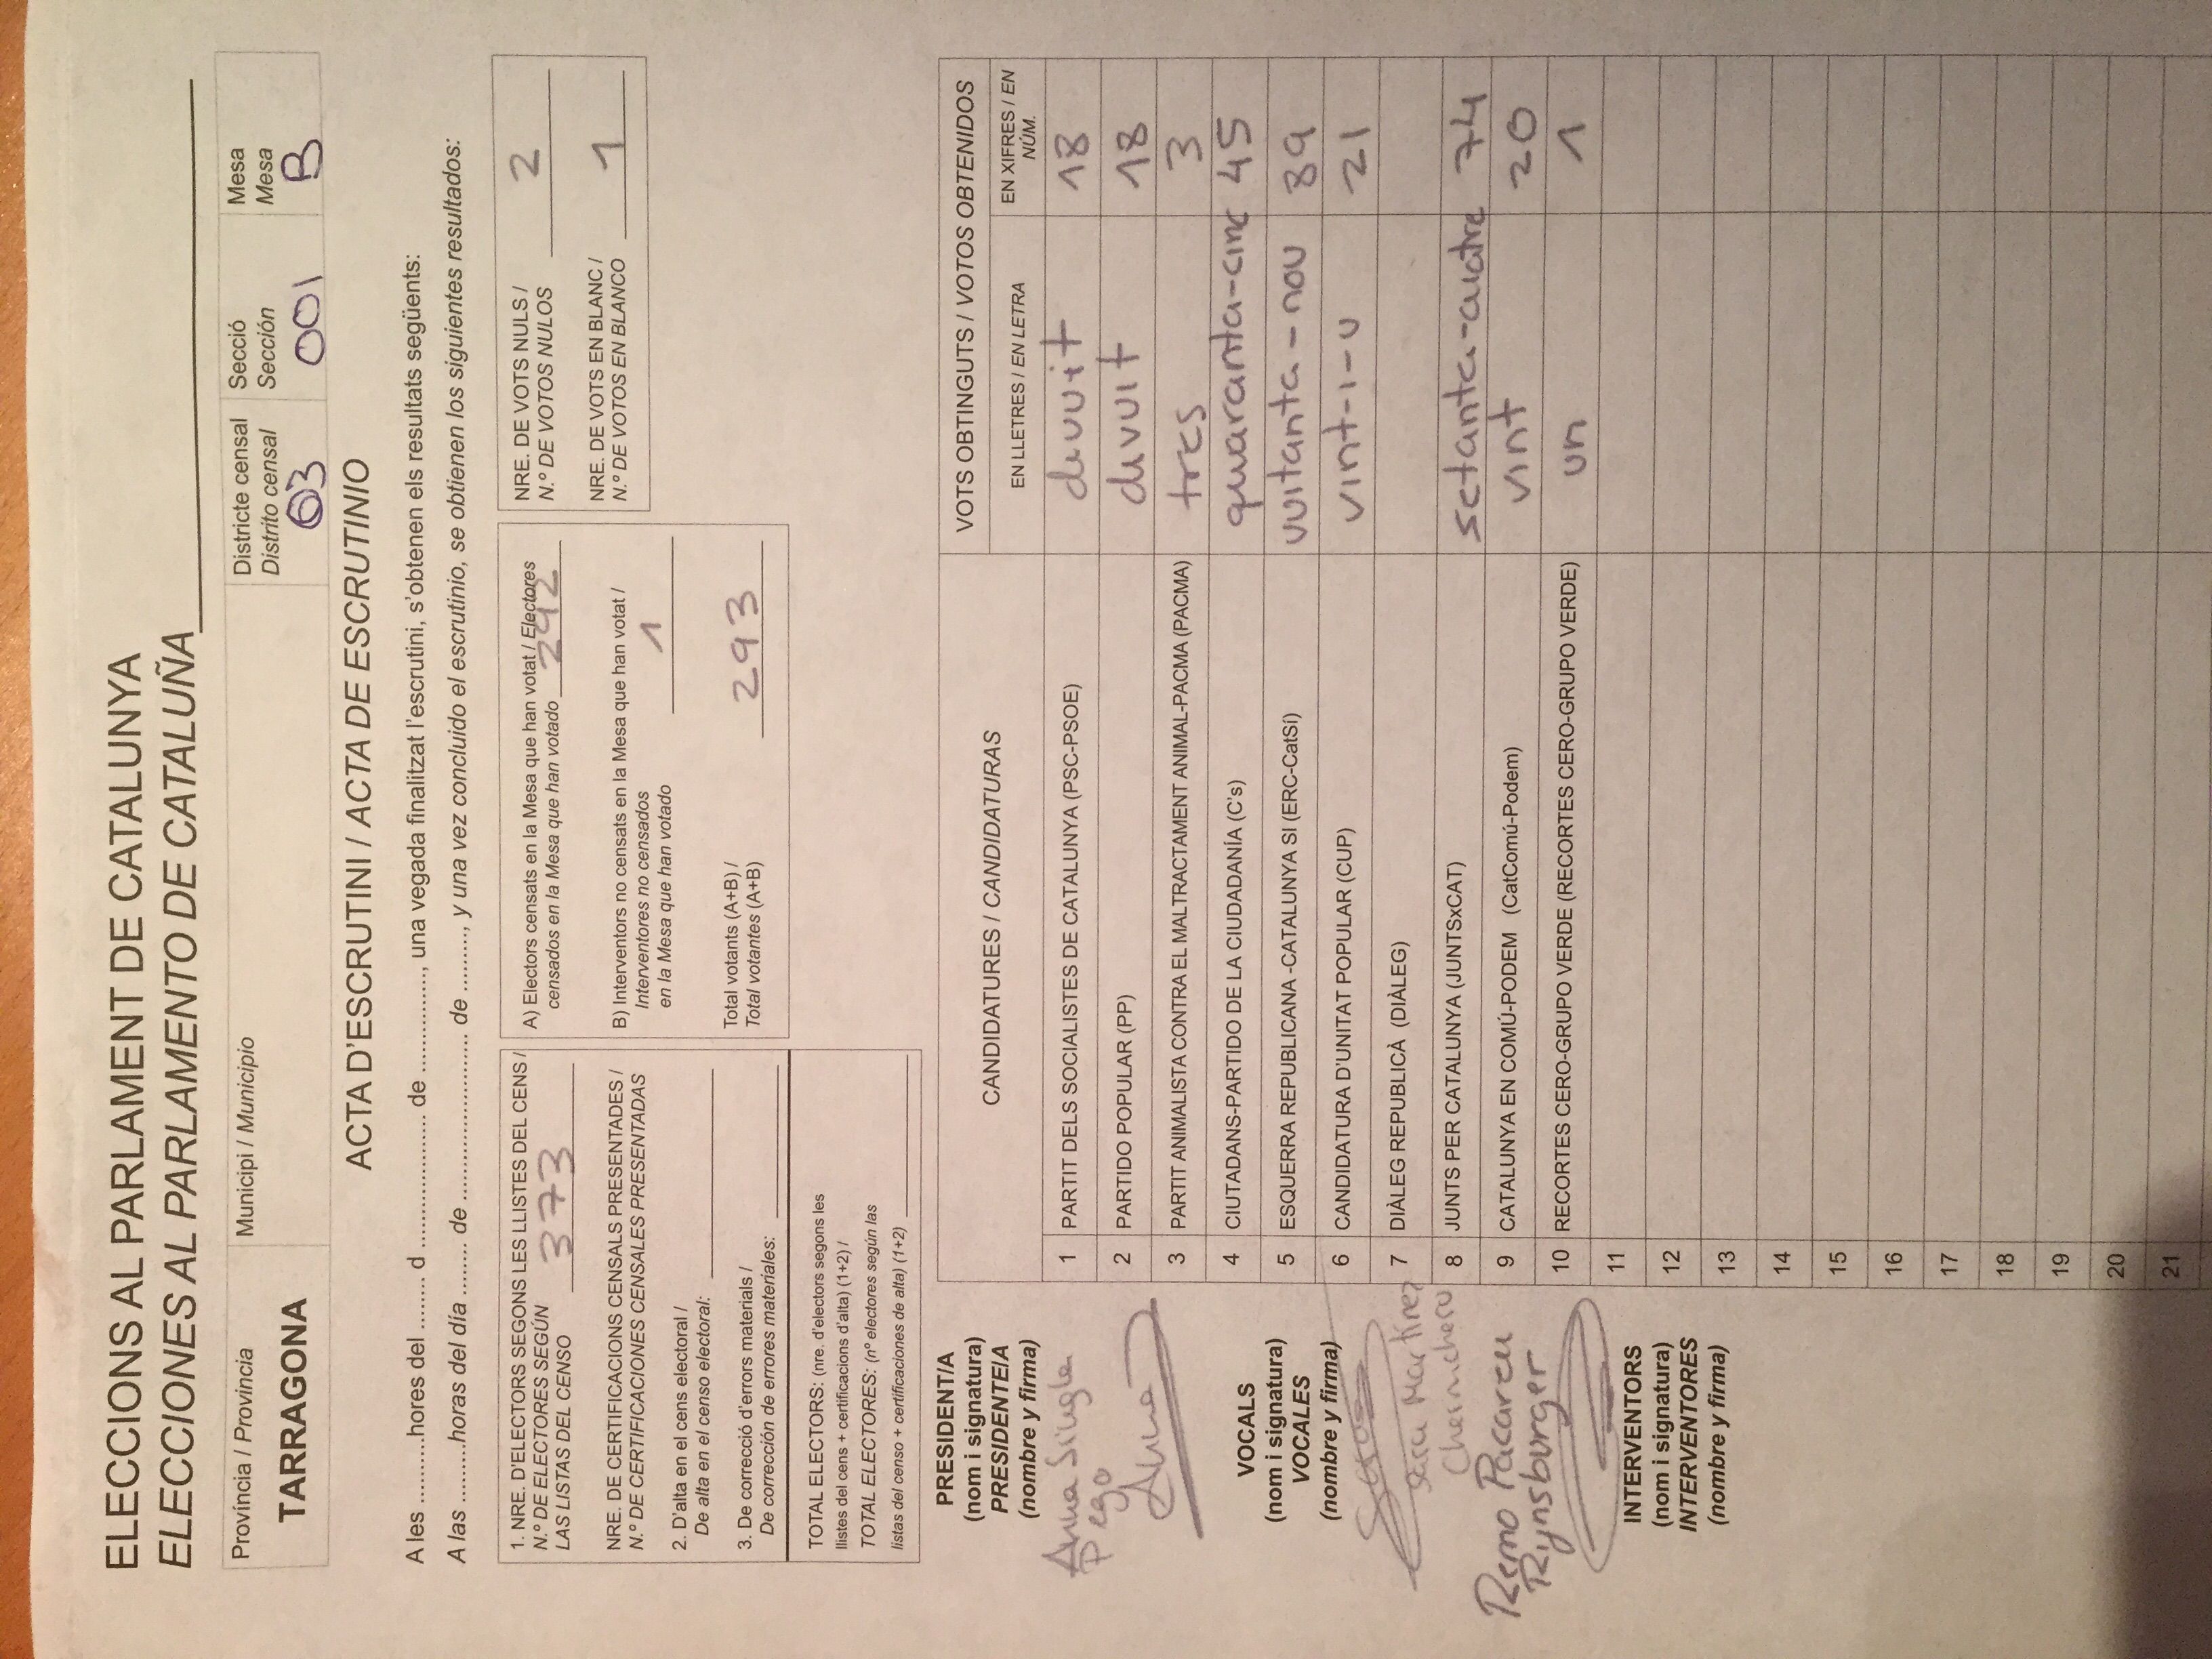 ELECCIONS AL PARLAMENT DE CATALUNYA
ELECCIONES AL PARLAMENTO DE CATALUÑA
Província / Provincia
TARRAGONA
Municipi / Municipio
Districte censal
Distrito censal
03
Secció
Sección
001
Mesa
Mesa
B
ACTA D'ESCRUTINI / ACTA DE ESCRUTINIO
A les ..........hores del ........ d .................... de ..............., una vegada finalitzat l'escrutini, s'obtenen els resultats següents:
A las .........horas del día ........ de ......................... de ........., y una vez concluido el escrutinio, se obtienen los siguientes resultados:
1. NRE. D'ELECTORS SEGONS LES LLISTES DEL CENS /
N.º DE ELECTORES SEGÚN
LAS LISTAS DEL CENSO 373
NRE. DE CERTIFICACIONS CENSALS PRESENTADES /
N.º DE CERTIFICACIONES CENSALES PRESENTADAS
2. D'alta en el cens electoral /
De alta en el censo electoral:
3. De correcció d'errors materials /
De corrección de errores materiales:
TOTAL ELECTORS: (nre. d'electors segons les
llistes del cens + certificacions d'alta) (1+2) /
TOTAL ELECTORES: (nº electores según las
listas del censo + certificaciones de alta) (1+2)
A) Electors censats en la Mesa que han votat / Electores
censados en la Mesa que han votado 292
B) Interventors no censats en la Mesa que han votat /
Interventores no censados
en la Mesa que han votado 1
Total votants (A+B) /
Total votantes (A+B) 293
NRE. DE VOTS NULS /
N.º DE VOTOS NULOS 2
NRE. DE VOTS EN BLANC /
N.º DE VOTOS EN BLANCO 1
PRESIDENT/A
(nom i signatura)
PRESIDENTE/A
(nombre y firma)
Anna Singla
Pego
Anna
VOCALS
(nom i signatura)
VOCALES
(nombre y firma)
Sara Martínez
Remo Pacareu
Rynsburger
INTERVENTORS
(nom i signatura)
INTERVENTORES
(nombre y firma)
CANDIDATURES / CANDIDATURAS
VOTS OBTINGUTS / VOTOS OBTENIDOS
EN LLETRES / EN LETRA
EN XIFRES / EN
NÚM.
1 PARTIT DELS SOCIALISTES DE CATALUNYA (PSC-PSOE) divuit 18
2 PARTIDO POPULAR (PP) divuit 18
3 PARTIT ANIMALISTA CONTRA EL MALTRACTAMENT ANIMAL-PACMA (PACMA) tres 3
4 CIUTADANS-PARTIDO DE LA CIUDADANÍA (C's) quaranta-cinc 45
5 ESQUERRA REPUBLICANA -CATALUNYA SI (ERC-CatSí) vuitanta-nou 89
6 CANDIDATURA D'UNITAT POPULAR (CUP) vint-i-u 21
7 DIÀLEG REPUBLICÀ (DIÀLEG)
8 JUNTS PER CATALUNYA (JUNTSxCAT) setanta-cuatre 74
9 CATALUNYA EN COMÚ-PODEM (CatComú-Podem) vint 20
10 RECORTES CERO-GRUPO VERDE (RECORTES CERO-GRUPO VERDE) un 1
11
12
13
14
15
16
17
18
19
20
21